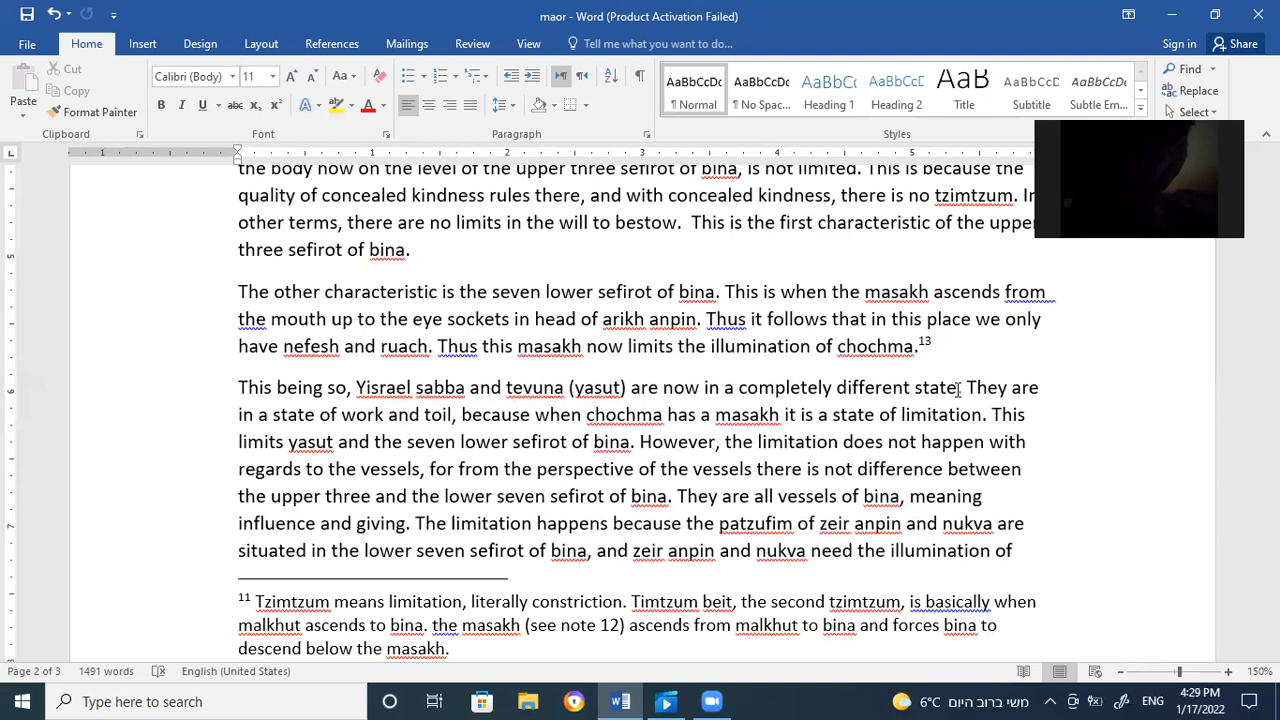 maor - Word (Product Activation Failed)
File Home Insert Design Layout References Mailings Review View Tell me what you want to do... Sign in Share
Cut
Copy
Paste
Format Painter
Calibri (Body) 11
AaBbCcDc AaBbCcDc AaBbCc AaBbCcD AaB AaBbCcD AaBbCcDc
¶ Normal ¶ No Spac... Heading Heading 2 Title Subtitle Subtle Em...
Find
Replace
Select
Clipboard Font Paragraph Styles
the body now on the level of the upper three sefirot of bina, is not limited. This is because the
quality of concealed kindness rules there, and with concealed kindness, there is no tzimtzum. In
other terms, there are no limits in the will to bestow. This is the first characteristic of the upper
three sefirot of bina.
The other characteristic is the seven lower sefirot of bina. This is when the masakh ascends from
the mouth up to the eye sockets in head of arikh anpin. Thus it follows that in this place we only
have nefesh and ruach. Thus this masakh now limits the illumination of chochma.13
This being so, Yisrael sabba and tevuna (yasut) are now in a completely different state. They are
in a state of work and toil, because when chochma has a masakh it is a state of limitation. This
limits yasut and the seven lower sefirot of bina. However, the limitation does not happen with
regards to the vessels, for from the perspective of the vessels there is not difference between
the upper three and the lower seven sefirot of bina. They are all vessels of bina, meaning
influence and giving. The limitation happens because the patzufim of zeir anpin and nukva are
situated in the lower seven sefirot of bina, and zeir anpin and nukva need the illumination of
11 Tzimtzum means limitation, literally constriction. Timtzum beit, the second tzimtzum, is basically when
malkhut ascends to bina. the masakh (see note 12) ascends from malkhut to bina and forces bina to
descend below the masakh.
Page 2 of 3 1491 words English (United States) 150%
Type here to search
6°C משי ברוב היום
ENG
4:29 PM
1/17/2022